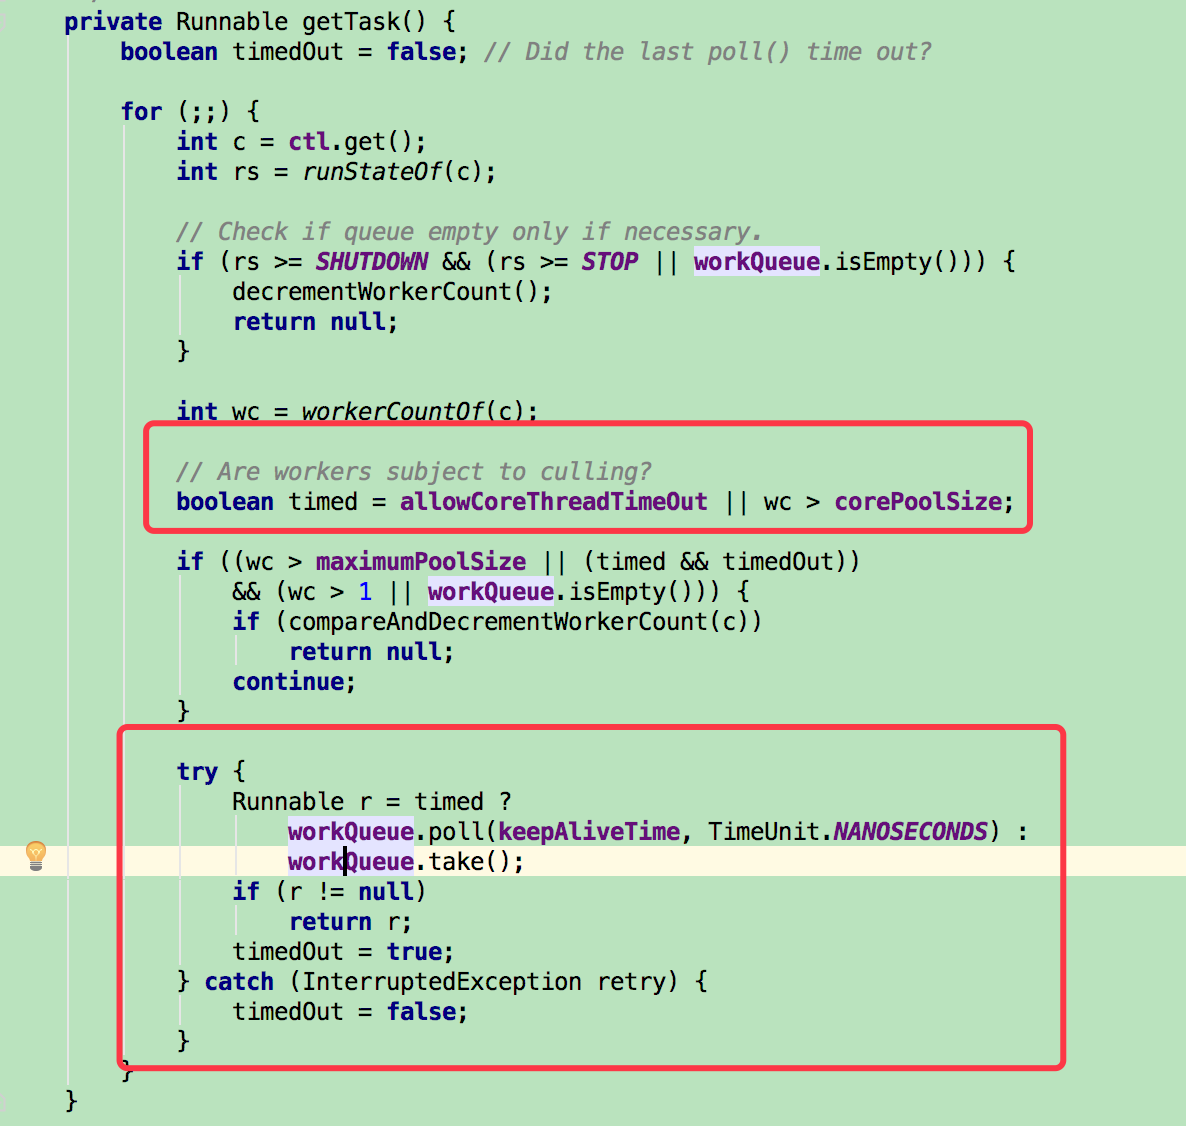 private Runnable getTask() {
boolean timedOut = false; // Did the last poll() time out?
for (;;) {
int c = ctl.get();
int rs = runStateOf(c);
// Check if queue empty only if necessary.
if (rs >= SHUTDOWN && (rs >= STOP || workQueue.isEmpty())) {
decrementWorkerCount();
return null;
}
int wc = workerCountOf(c);
// Are workers subject to culling?
boolean timed = allowCoreThreadTimeOut || wc > corePoolSize;
if ((wc > maximumPoolSize || (timed && timedOut))
&& (wc > 1 || workQueue.isEmpty())) {
if (compareAndDecrementWorkerCount(c))
return null;
continue;
}
try {
Runnable r = timed ?
workQueue.poll(keepAliveTime, TimeUnit.NANOSECONDS) :
workQueue.take();
if (r != null)
return r;
timedOut = true;
} catch (InterruptedException retry) {
timedOut = false;
}
}
}